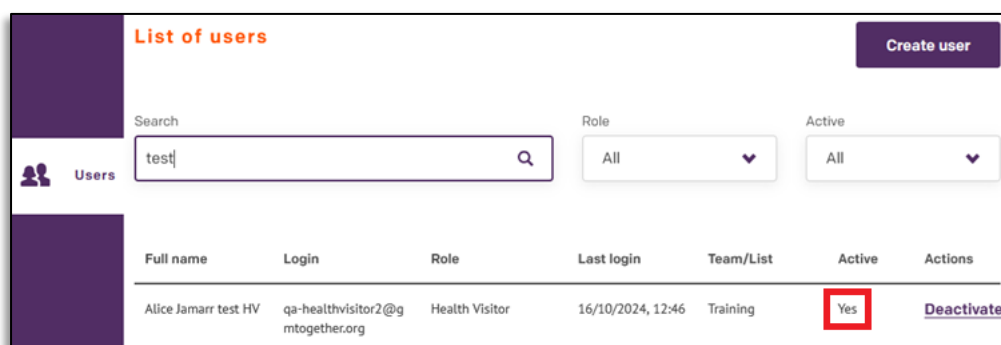 List of users
Create user
Search
Role
Active
test
All
All
Users
Full name Login Role Last login Team/List Active Actions
Alice Jamarr test HV qa-healthvisitor2@g Health Visitor 16/10/2024, 12:46 Training Yes Deactivate
mtogether.org